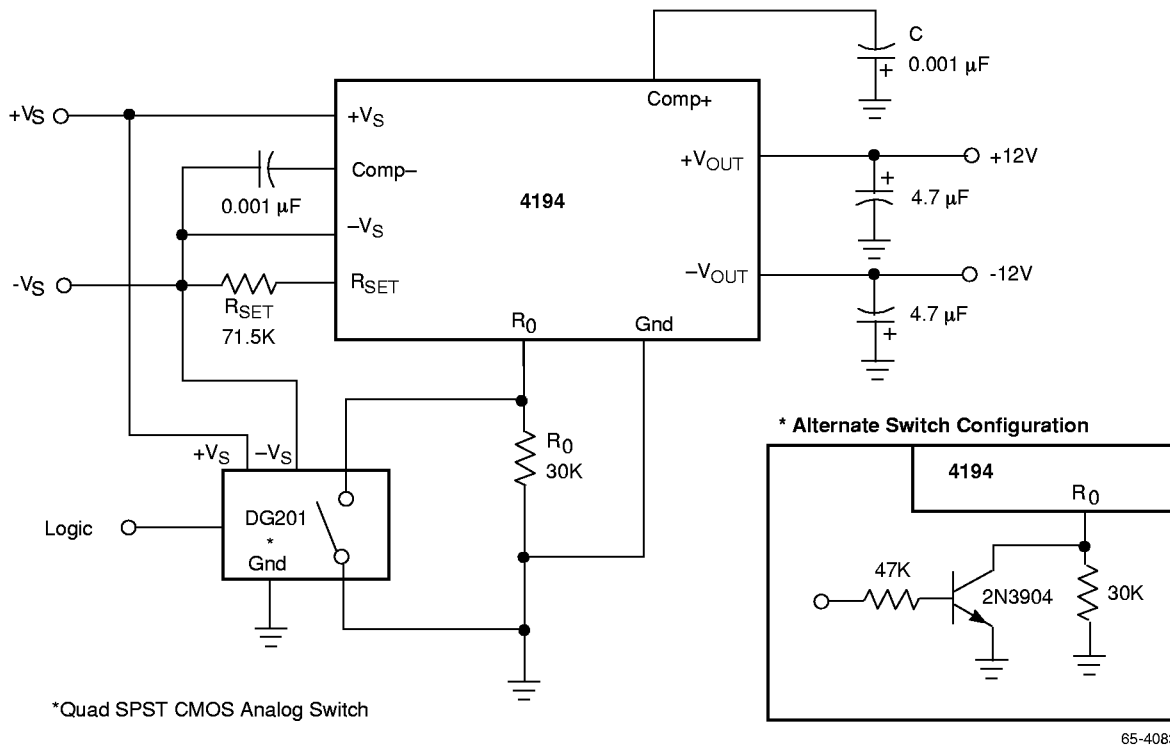 C
0.001 µF
Comp+
+VS
+VS
Comp–
0.001 µF
4194
+VOUT
+12V
+
4.7 µF
–VS
-VS
RSET
RSET
71.5K
–VOUT
-12V
4.7 µF
+
R0
Gnd
+VS
–VS
R0
30K
Logic
DG201
*
Gnd
*Quad SPST CMOS Analog Switch
* Alternate Switch Configuration
4194
R0
47K
2N3904
30K
+